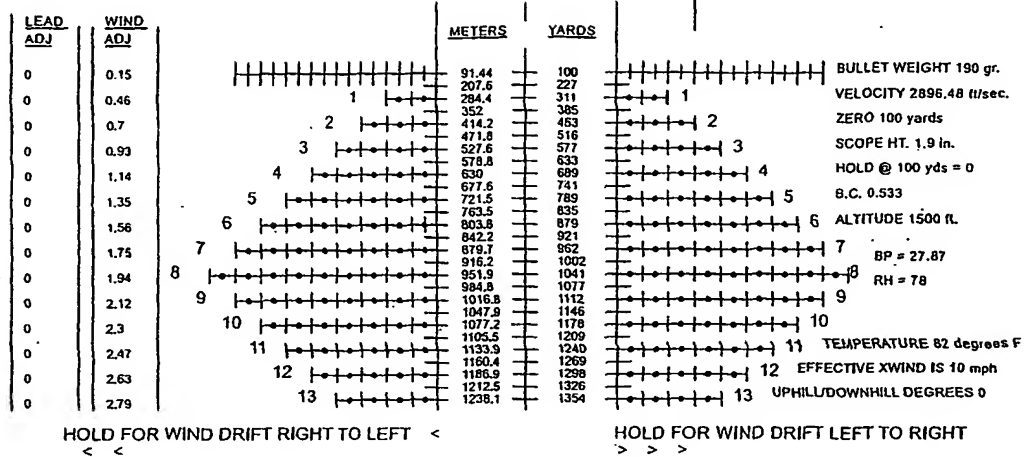 LEAD ADJ WIND ADJ METERS YARDS
0 0.15 91.44 100 BULLET WEIGHT 190 gr.
207.6 227
0 0.46 1 284.4 311 1 VELOCITY 2896.48 ft/sec.
352 385
0 0.7 2 414.2 463 2 ZERO 100 yards
471.8 516
0 0.93 3 527.6 577 3 SCOPE HT. 1.9 in.
578.8 633
0 1.14 4 630 689 4 HOLD @ 100 yds = 0
677.6 741
0 1.35 5 721.5 789 5 B.C. 0.533
763.5 835
0 1.56 6 803.8 879 6 ALTITUDE 1500 ft.
842.2 921
0 1.75 7 879.7 962 7 BP = 27.87
916.2 1002
0 1.94 8 951.9 1041 8 RH = 78
984.8 1077
0 2.12 9 1016.8 1112 9
1047.9 1146
0 2.3 10 1077.2 1178 10
1105.5 1209
0 2.47 11 1133.9 1240 11 TEMPERATURE 82 degrees F
1160.4 1269
0 2.63 12 1186.9 1298 12 EFFECTIVE XWIND IS 10 mph
1212.5 1326
0 2.79 13 1238.1 1354 13 UPHILL/DOWNHILL DEGREES 0
HOLD FOR WIND DRIFT RIGHT TO LEFT < HOLD FOR WIND DRIFT LEFT TO RIGHT
< < > > >